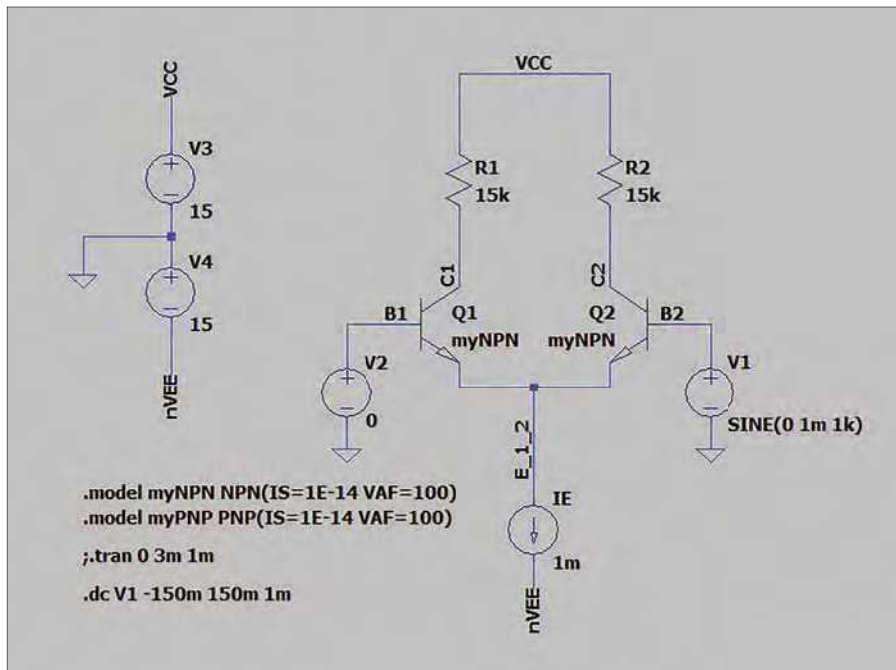 VCC
VCC
V3
15
V4
15
nVEE
R1
15k
R2
15k
C1
C2
B1
Q1
myNPN
Q2
myNPN
B2
V2
0
V1
SINE(0 1m 1k)
E_1_2
IE
1m
nVEE
.model myNPN NPN(IS=1E-14 VAF=100)
.model myPNP PNP(IS=1E-14 VAF=100)
;.tran 0 3m 1m
.dc V1 -150m 150m 1m